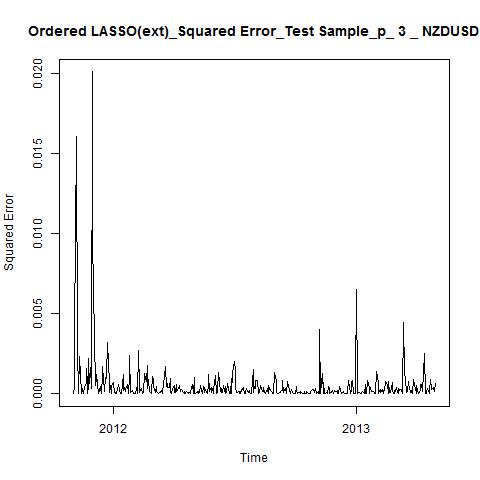 Ordered LASSO(ext)_Squared Error_Test Sample_p_ 3 _ NZDUSD
Squared Error
0.020
0.015
0.010
0.005
0.000
2012
2013
Time